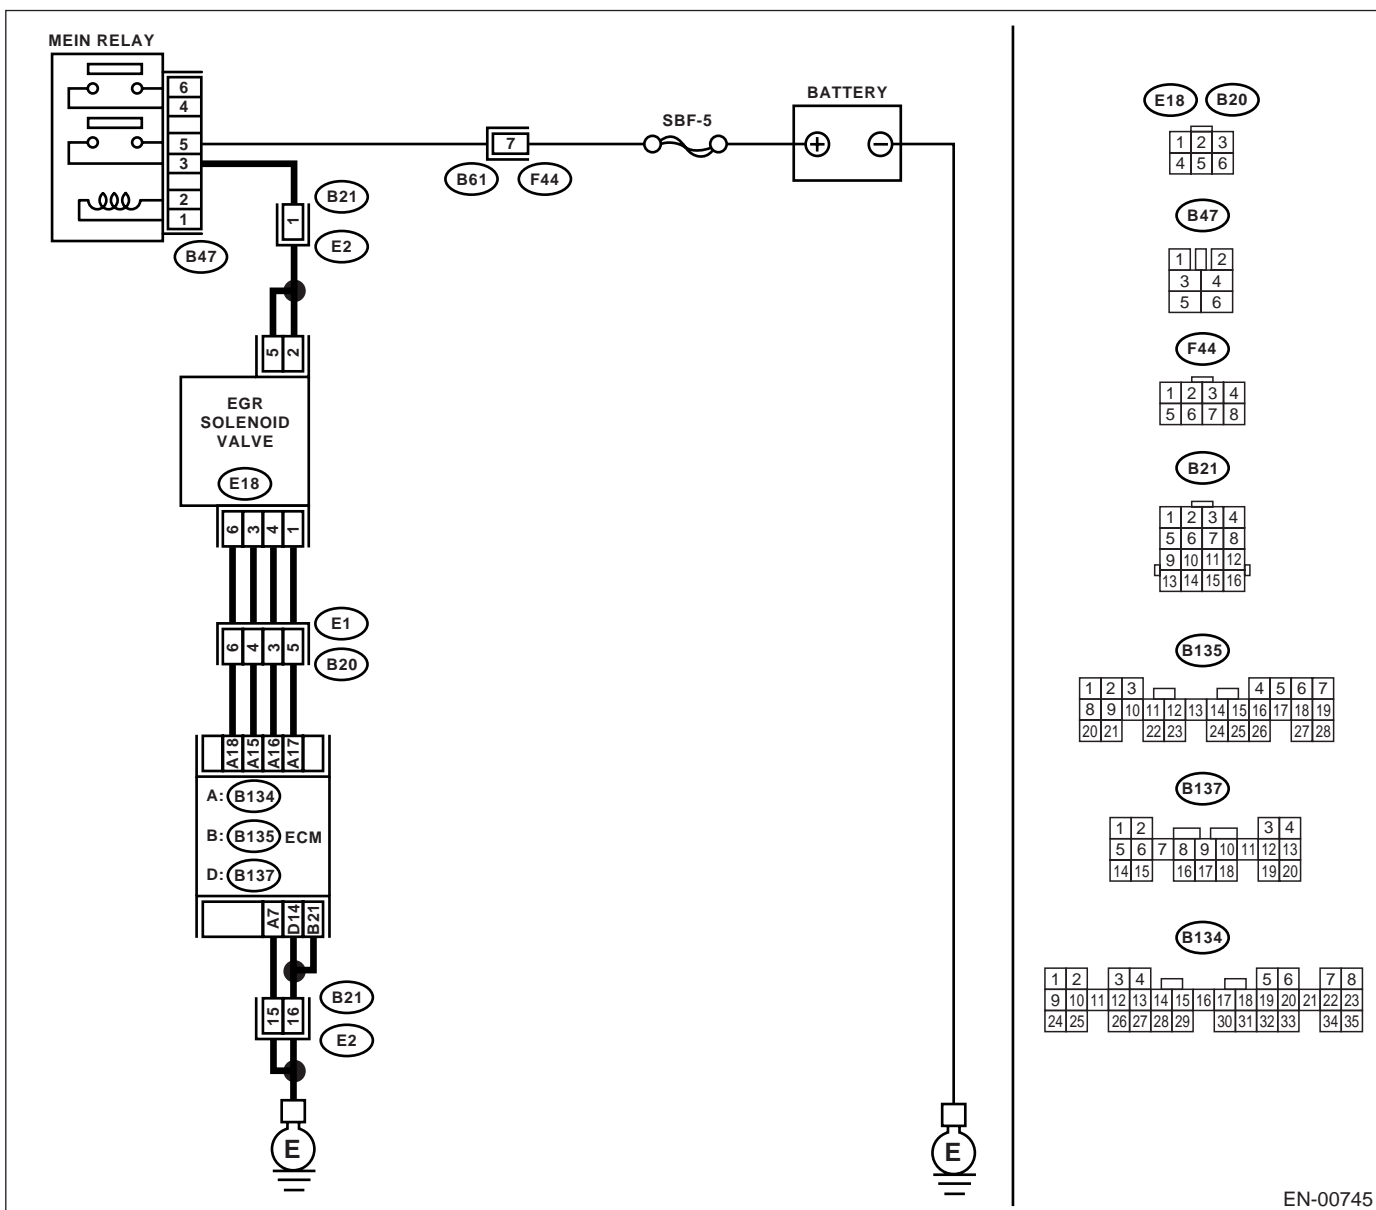 MEIN RELAY
6
4
5
3
2
1
B47
7
B61 F44
SBF-5
BATTERY
+ −
B21
1
E2
5 2
EGR
SOLENOID
VALVE
E18
6 3 4 1
E1
6 4 3 5
B20
A18 A15 A16 A17
A: B134
B: B135 ECM
D: B137
A7 D14 B21
B21
15 16
E2
E
E
E18 B20
1 2 3
4 5 6
B47
1 2
3 4
5 6
F44
1 2 3 4
5 6 7 8
B21
1 2 3 4
5 6 7 8
9 10 11 12
13 14 15 16
B135
1 2 3 4 5 6 7
8 9 10 11 12 13 14 15 16 17 18 19
20 21 22 23 24 25 26 27 28
B137
1 2 3 4
5 6 7 8 9 10 11 12 13
14 15 16 17 18 19 20
B134
1 2 3 4 5 6 7 8
9 10 11 12 13 14 15 16 17 18 19 20 21 22 23
24 25 26 27 28 29 30 31 32 33 34 35
EN-00745